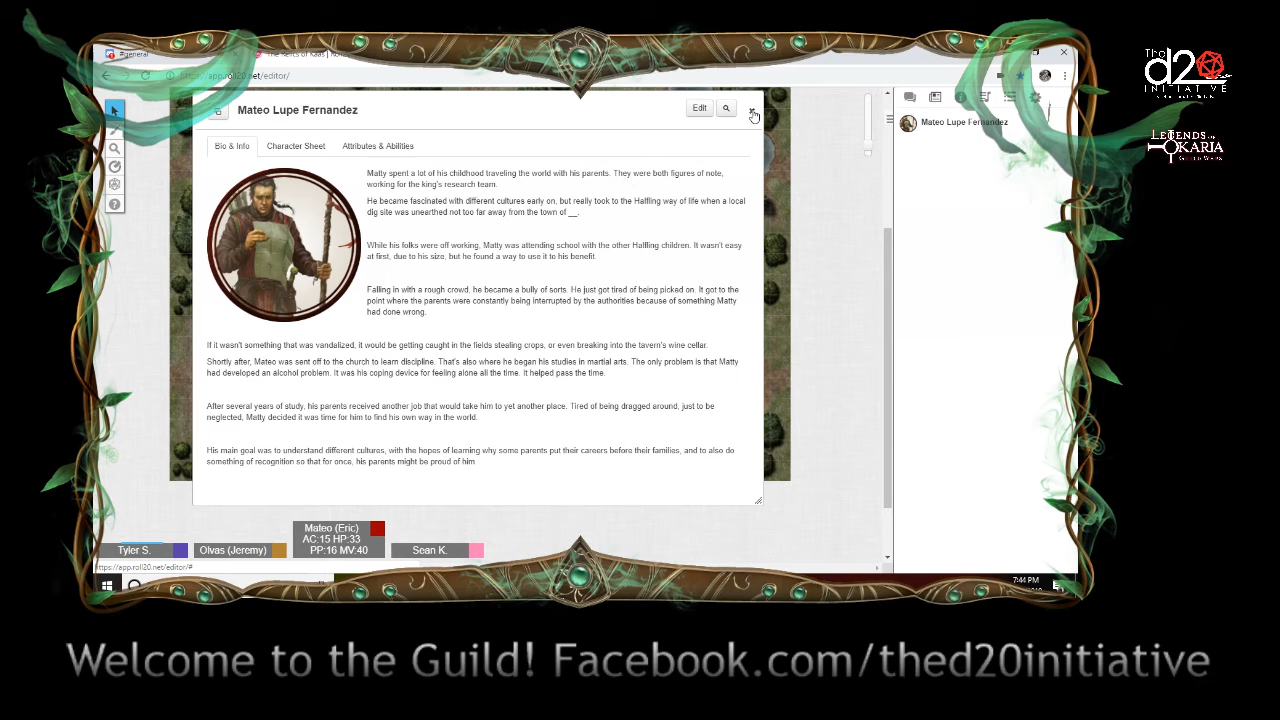 #general
The Relics of Kaas
https://app.roll20.net/editor/
The
d20
INITIATIVE
LEGENDS OF
OKARIA
GUILD WARS
Mateo Lupe Fernandez
Edit
Mateo Lupe Fernandez
Bio & Info
Character Sheet
Attributes & Abilities
Matty spent a lot of his childhood traveling the world with his parents. They were both figures of note,
working for the king's research team.
He became fascinated with different cultures early on, but really took to the Halfling way of life when a local
dig site was unearthed not too far away from the town of __.
While his folks were off working, Matty was attending school with the other Halfling children. It wasn't easy
at first, due to his size, but he found a way to use it to his benefit.
Falling in with a rough crowd, he became a bully of sorts. He just got tired of being picked on. It got to the
point where the parents were constantly being interrupted by the authorities because of something Matty
had done wrong.
If it wasn't something that was vandalized, it would be getting caught in the fields stealing crops, or even breaking into the tavern's wine cellar.
Shortly after, Mateo was sent off to the church to learn discipline. That's also where he began his studies in martial arts. The only problem is that Matty
had developed an alcohol problem. It was his coping device for feeling alone all the time. It helped pass the time.
After several years of study, his parents received another job that would take him to yet another place. Tired of being dragged around, just to be
neglected, Matty decided it was time for him to find his own way in the world.
His main goal was to understand different cultures, with the hopes of learning why some parents put their careers before their families, and to also do
something of recognition so that for once, his parents might be proud of him
Mateo (Eric)
AC:15 HP:33
PP:16 MV:40
Tyler S.
Olvas (Jeremy)
Sean K.
https://app.roll20.net/editor/#
7:44 PM
Welcome to the Guild! Facebook.com/thed20initiative